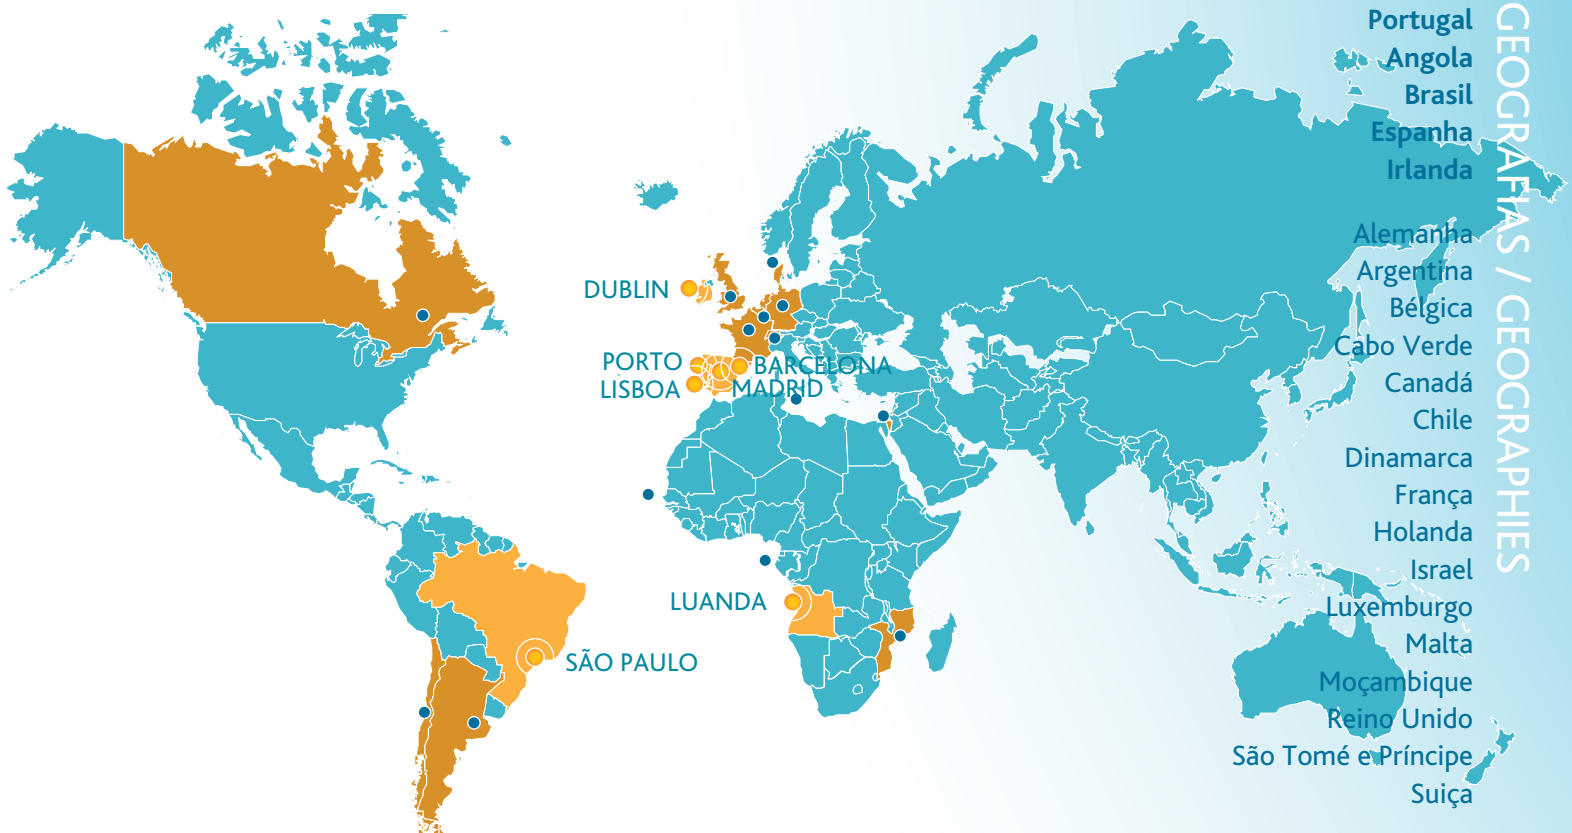 DUBLIN
PORTO
LISBOA
BARCELONA
MADRID
LUANDA
SÃO PAULO
Portugal
Angola
Brasil
Espanha
Irlanda
Alemanha
Argentina
Bélgica
Cabo Verde
Canadá
Chile
Dinamarca
França
Holanda
Israel
Luxemburgo
Malta
Moçambique
Reino Unido
São Tomé e Príncipe
Suiça
GEOGRAFIAS / GEOGRAPHIES